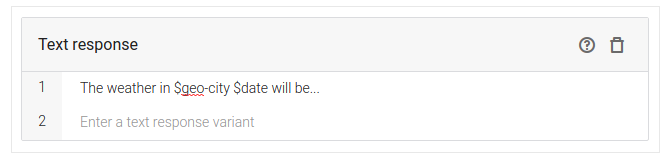 Text response
1 The weather in $geo-city $date will be...
2 Enter a text response variant